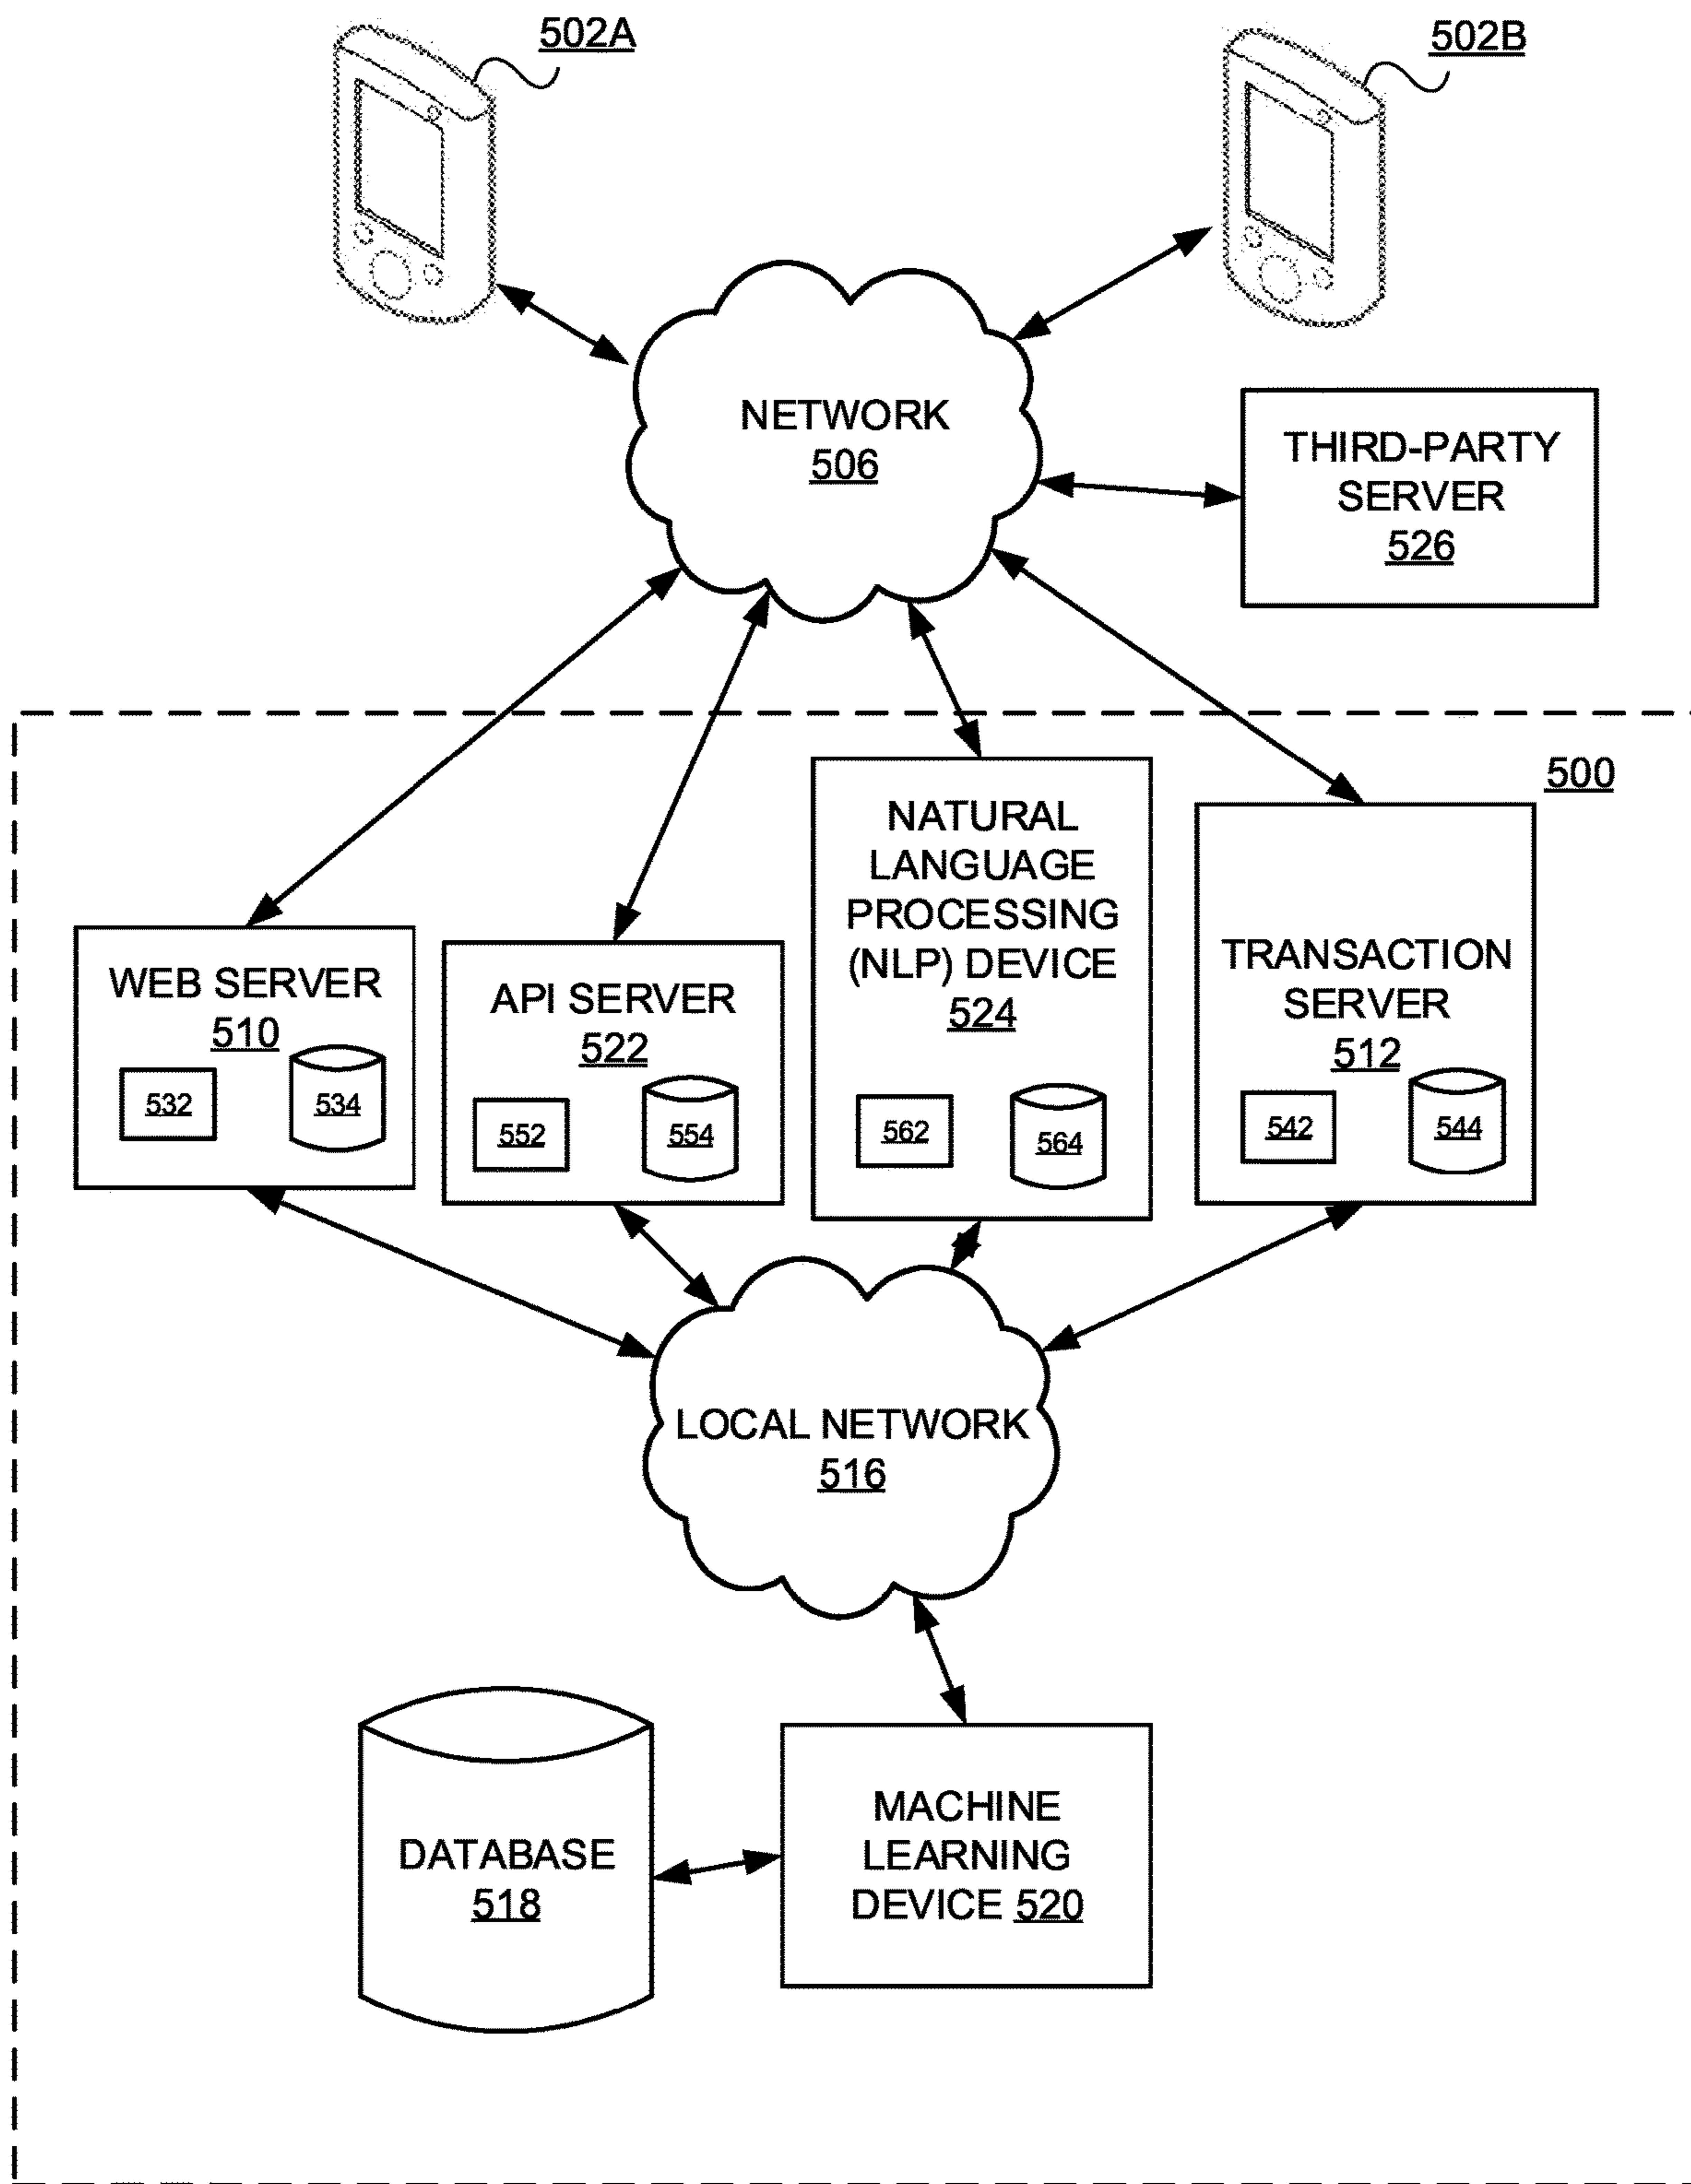 502A
502B
NETWORK
506
THIRD-PARTY
SERVER
526
500
WEB SERVER
510
532
534
API SERVER
522
552
554
NATURAL
LANGUAGE
PROCESSING
(NLP) DEVICE
524
562
564
TRANSACTION
SERVER
512
542
544
LOCAL NETWORK
516
DATABASE
518
MACHINE
LEARNING
DEVICE 520